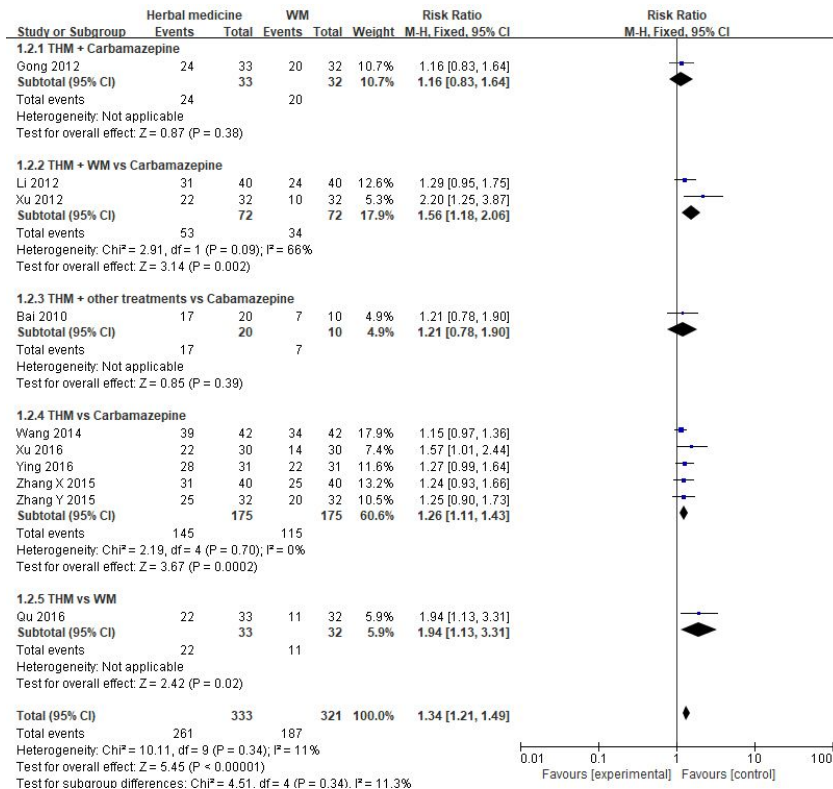 Herbal medicine WM Risk Ratio Risk Ratio
Study or Subgroup Events Total Events Total Weight M-H, Fixed, 95% CI M-H, Fixed, 95% CI
1.2.1 THM + Carbamazepine
Gong 2012 24 33 20 32 10.7% 1.16 [0.83, 1.64]
Subtotal (95% CI) 33 32 10.7% 1.16 [0.83, 1.64]
Total events 24 20
Heterogeneity: Not applicable
Test for overall effect: Z = 0.87 (P = 0.38)
1.2.2 THM + WM vs Carbamazepine
Li 2012 31 40 24 40 12.6% 1.29 [0.95, 1.75]
Xu 2012 22 32 10 32 5.3% 2.20 [1.25, 3.87]
Subtotal (95% CI) 72 72 17.9% 1.56 [1.18, 2.06]
Total events 53 34
Heterogeneity: Chi² = 2.91, df = 1 (P = 0.09); I² = 66%
Test for overall effect: Z = 3.14 (P = 0.002)
1.2.3 THM + other treatments vs Cabamazepine
Bai 2010 17 20 7 10 4.9% 1.21 [0.78, 1.90]
Subtotal (95% CI) 20 10 4.9% 1.21 [0.78, 1.90]
Total events 17 7
Heterogeneity: Not applicable
Test for overall effect: Z = 0.85 (P = 0.39)
1.2.4 THM vs Carbamazepine
Wang 2014 39 42 34 42 17.9% 1.15 [0.97, 1.36]
Xu 2016 22 30 14 30 7.4% 1.57 [1.01, 2.44]
Ying 2016 28 31 22 31 11.6% 1.27 [0.99, 1.64]
Zhang X 2015 31 40 25 40 13.2% 1.24 [0.93, 1.66]
Zhang Y 2015 25 32 20 32 10.5% 1.25 [0.90, 1.73]
Subtotal (95% CI) 175 175 60.6% 1.26 [1.11, 1.43]
Total events 145 115
Heterogeneity: Chi² = 2.19, df = 4 (P = 0.70); I² = 0%
Test for overall effect: Z = 3.67 (P = 0.0002)
1.2.5 THM vs WM
Qu 2016 22 33 11 32 5.9% 1.94 [1.13, 3.31]
Subtotal (95% CI) 33 32 5.9% 1.94 [1.13, 3.31]
Total events 22 11
Heterogeneity: Not applicable
Test for overall effect: Z = 2.42 (P = 0.02)
Total (95% CI) 333 321 100.0% 1.34 [1.21, 1.49]
Total events 261 187
Heterogeneity: Chi² = 10.11, df = 9 (P = 0.34); I² = 11%
Test for overall effect: Z = 5.45 (P < 0.00001)
Test for subgroup differences: Chi² = 4.51, df = 4 (P = 0.34), I² = 11.3%
0.01 0.1 1 10 100
Favours [experimental] Favours [control]